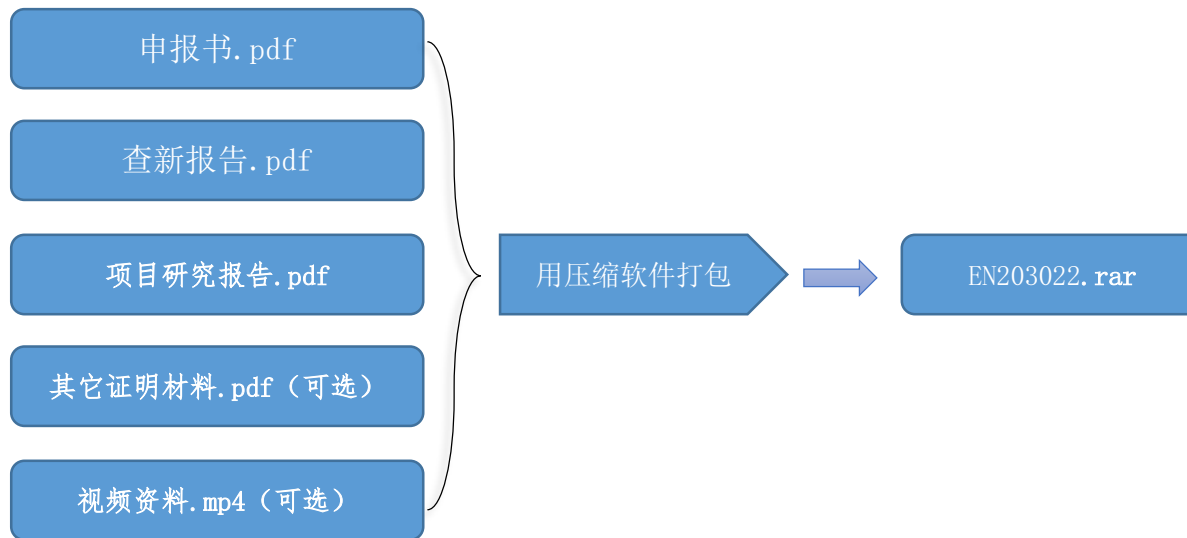 申报书.pdf
查新报告.pdf
项目研究报告.pdf
用压缩软件打包
EN203022.rar
其它证明材料.pdf（可选）
视频资料.mp4（可选）